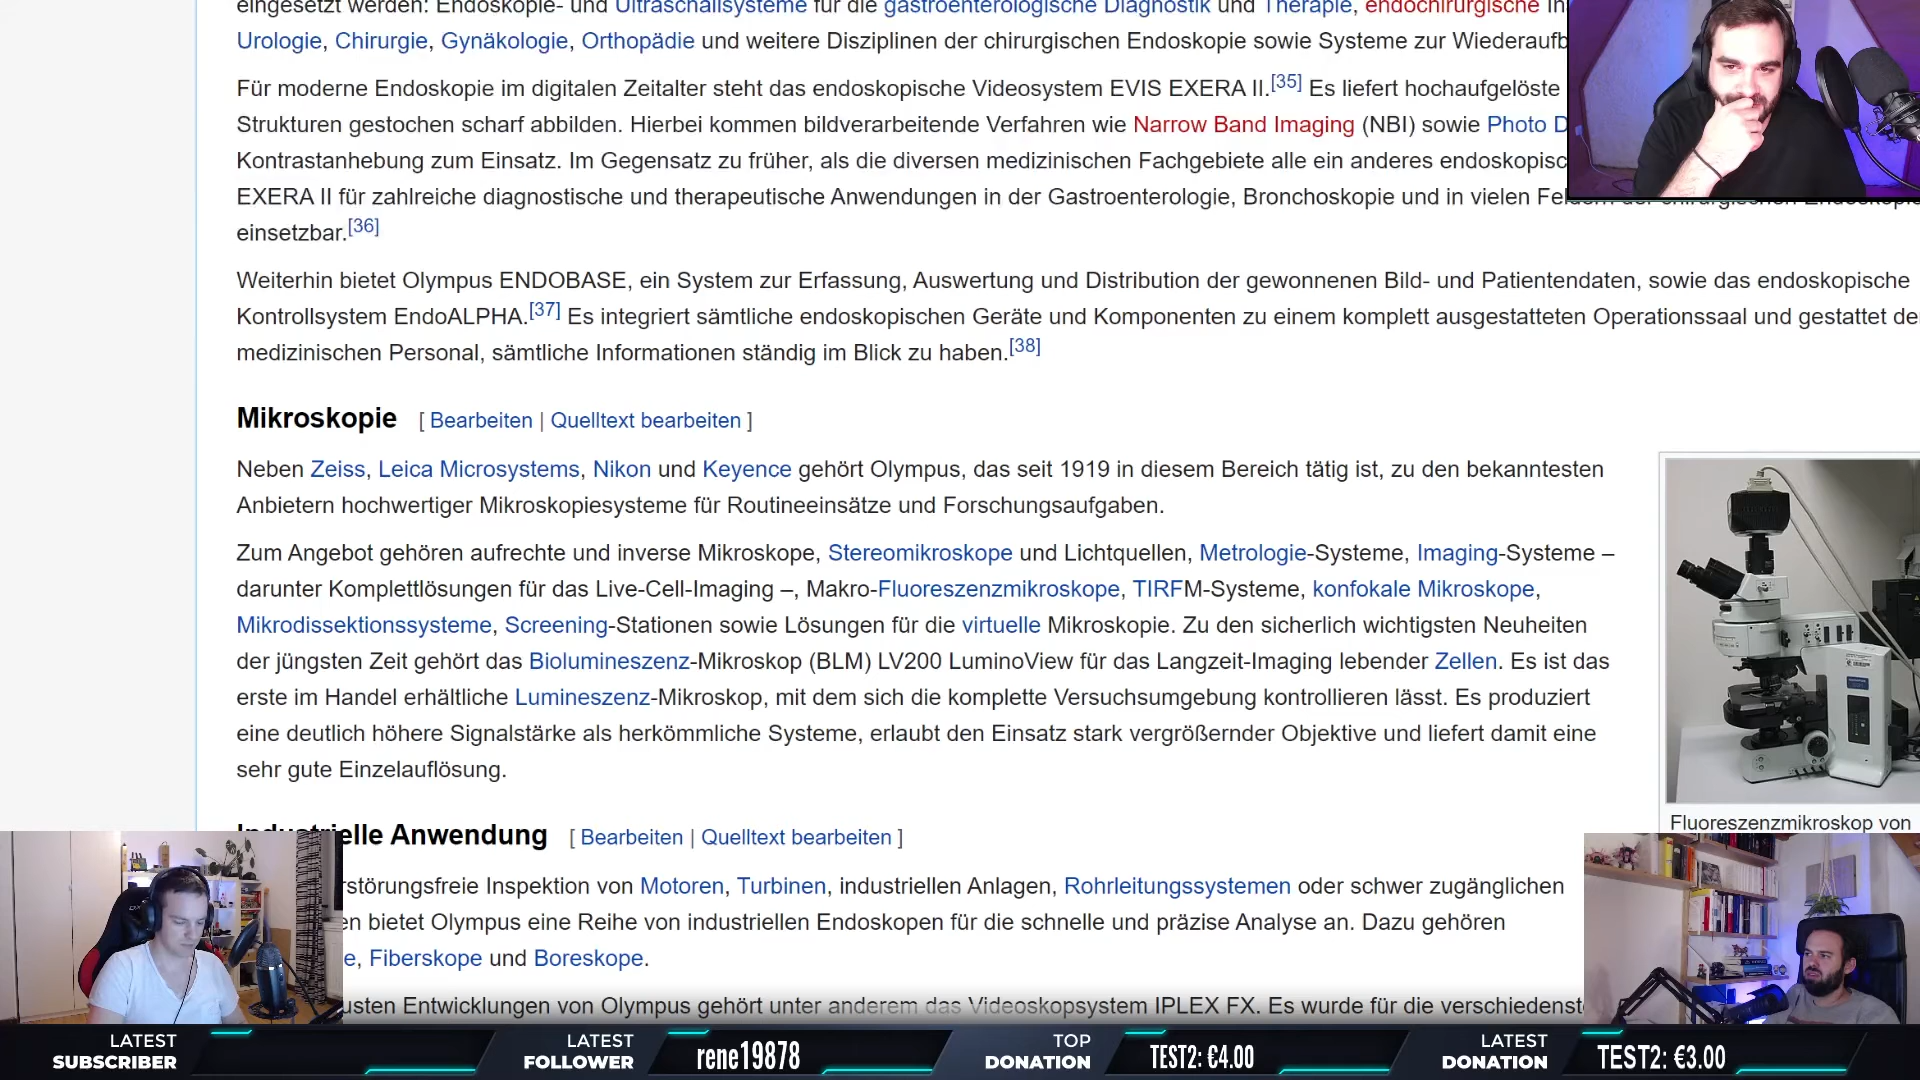 eingesetzt werden: Endoskopie- und Ultraschallsysteme für die gastroenterologische Diagnostik und Therapie, endochirurgische
Urologie, Chirurgie, Gynäkologie, Orthopädie und weitere Disziplinen der chirurgischen Endoskopie sowie Systeme zur Wiederaufb
Für moderne Endoskopie im digitalen Zeitalter steht das endoskopische Videosystem EVIS EXERA II.[35] Es liefert hochaufgelöste
Strukturen gestochen scharf abbilden. Hierbei kommen bildverarbeitende Verfahren wie Narrow Band Imaging (NBI) sowie Photo D
Kontrastanhebung zum Einsatz. Im Gegensatz zu früher, als die diversen medizinischen Fachgebiete alle ein anderes endoskopisc
EXERA II für zahlreiche diagnostische und therapeutische Anwendungen in der Gastroenterologie, Bronchoskopie und in vielen
einsetzbar.[36]
Weiterhin bietet Olympus ENDOBASE, ein System zur Erfassung, Auswertung und Distribution der gewonnenen Bild- und Patientendaten, sowie das endoskopische
Kontrollsystem EndoALPHA.[37] Es integriert sämtliche endoskopischen Geräte und Komponenten zu einem komplett ausgestatteten Operationssaal und gestattet de
medizinischen Personal, sämtliche Informationen ständig im Blick zu haben.[38]
Mikroskopie [ Bearbeiten | Quelltext bearbeiten ]
Neben Zeiss, Leica Microsystems, Nikon und Keyence gehört Olympus, das seit 1919 in diesem Bereich tätig ist, zu den bekanntesten
Anbietern hochwertiger Mikroskopiesysteme für Routineeinsätze und Forschungsaufgaben.
Zum Angebot gehören aufrechte und inverse Mikroskope, Stereomikroskope und Lichtquellen, Metrologie-Systeme, Imaging-Systeme –
darunter Komplettlösungen für das Live-Cell-Imaging –, Makro-Fluoreszenzmikroskope, TIRFM-Systeme, konfokale Mikroskope,
Mikrodissektionssysteme, Screening-Stationen sowie Lösungen für die virtuelle Mikroskopie. Zu den sicherlich wichtigsten Neuheiten
der jüngsten Zeit gehört das Biolumineszenz-Mikroskop (BLM) LV200 LuminoView für das Langzeit-Imaging lebender Zellen. Es ist das
erste im Handel erhältliche Lumineszenz-Mikroskop, mit dem sich die komplette Versuchsumgebung kontrollieren lässt. Es produziert
eine deutlich höhere Signalstärke als herkömmliche Systeme, erlaubt den Einsatz stark vergrößernder Objektive und liefert damit eine
sehr gute Einzelauflösung.
Fluoreszenzmikroskop von
Industrielle Anwendung [ Bearbeiten | Quelltext bearbeiten ]
rstörungsfreie Inspektion von Motoren, Turbinen, industriellen Anlagen, Rohrleitungssystemen oder schwer zugänglichen
en bietet Olympus eine Reihe von industriellen Endoskopen für die schnelle und präzise Analyse an. Dazu gehören
e, Fiberskope und Boreskope.
usten Entwicklungen von Olympus gehört unter anderem das Videoskopsystem IPLEX FX. Es wurde für die verschiedenst
LATEST SUBSCRIBER
LATEST FOLLOWER rene19878
TOP DONATION TEST2: €4.00
LATEST DONATION TEST2: €3.00